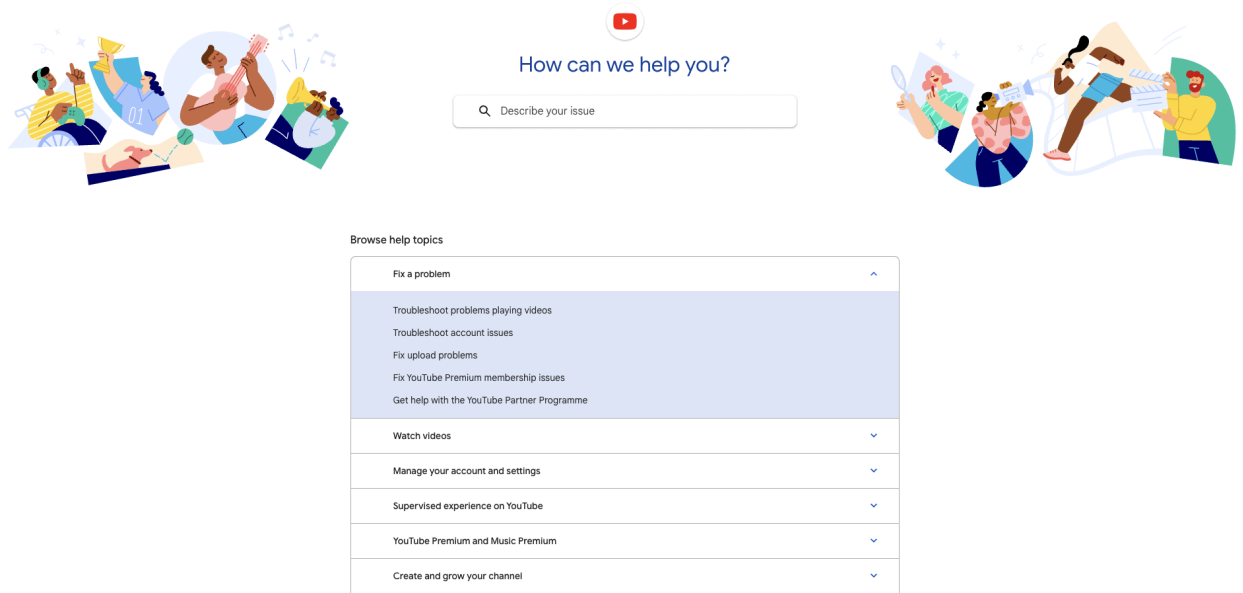 How can we help you?
Describe your issue
Browse help topics
Fix a problem
Troubleshoot problems playing videos
Troubleshoot account issues
Fix upload problems
Fix YouTube Premium membership issues
Get help with the YouTube Partner Programme
Watch videos
Manage your account and settings
Supervised experience on YouTube
YouTube Premium and Music Premium
Create and grow your channel
01